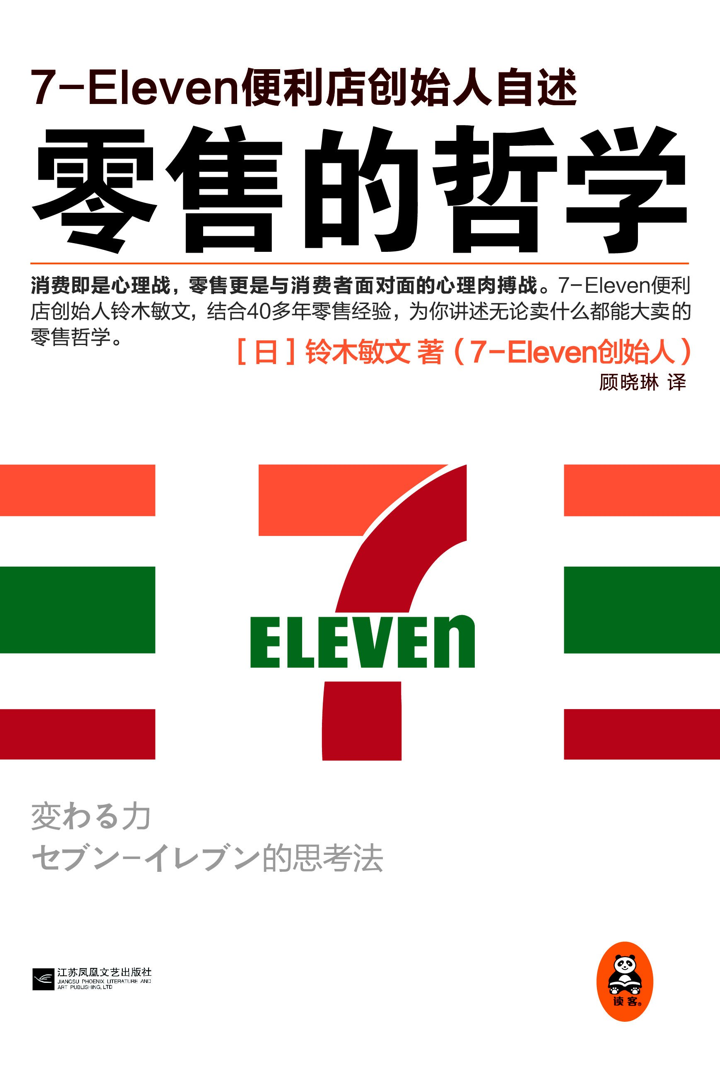 7-Eleven便利店创始人自述
零售的哲学
消费即是心理战，零售更是与消费者面对面的心理肉搏战。7-Eleven便利
店创始人铃木敏文，结合40多年零售经验，为你讲述无论卖什么都能大卖的
零售哲学。
［日］铃木敏文 著（7-Eleven创始人）
顾晓琳 译
7
ELEVEn
変わる力
セブン-イレブン的思考法
江苏凤凰文艺出版社
JIANGSU PHOENIX LITERATURE AND
ART PUBLISHING, LTD
读客®